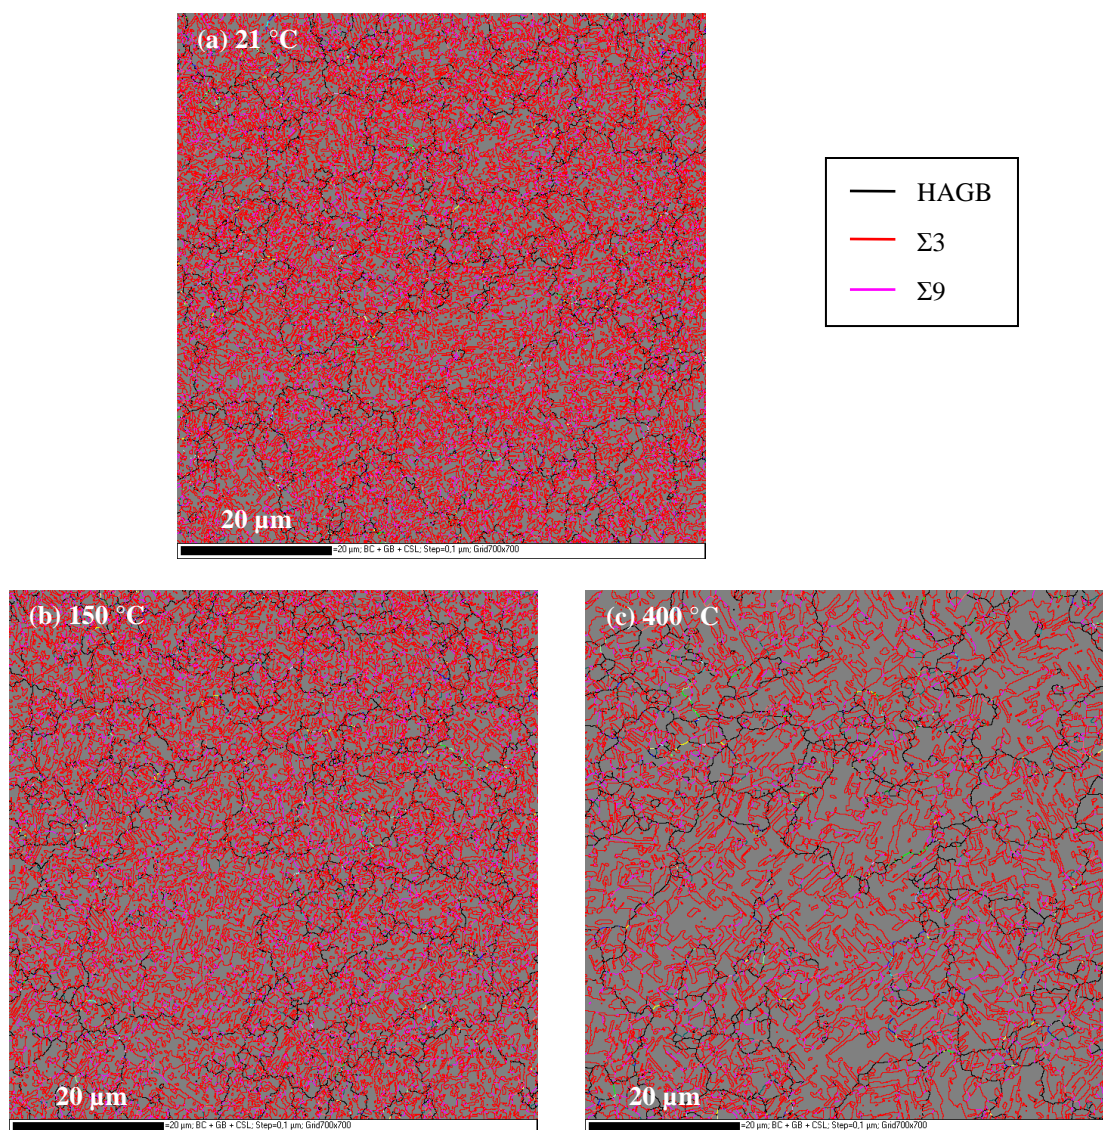 (a) 21 °C
HAGB
Σ3
Σ9
20 µm
=20 µm; BC + GB + CSL; Step=0,1 µm; Grid700x700
(b) 150 °C
(c) 400 °C
20 µm
20 µm
=20 µm; BC + GB + CSL; Step=0,1 µm; Grid700x700
=20 µm; BC + GB + CSL; Step=0,1 µm; Grid700x700